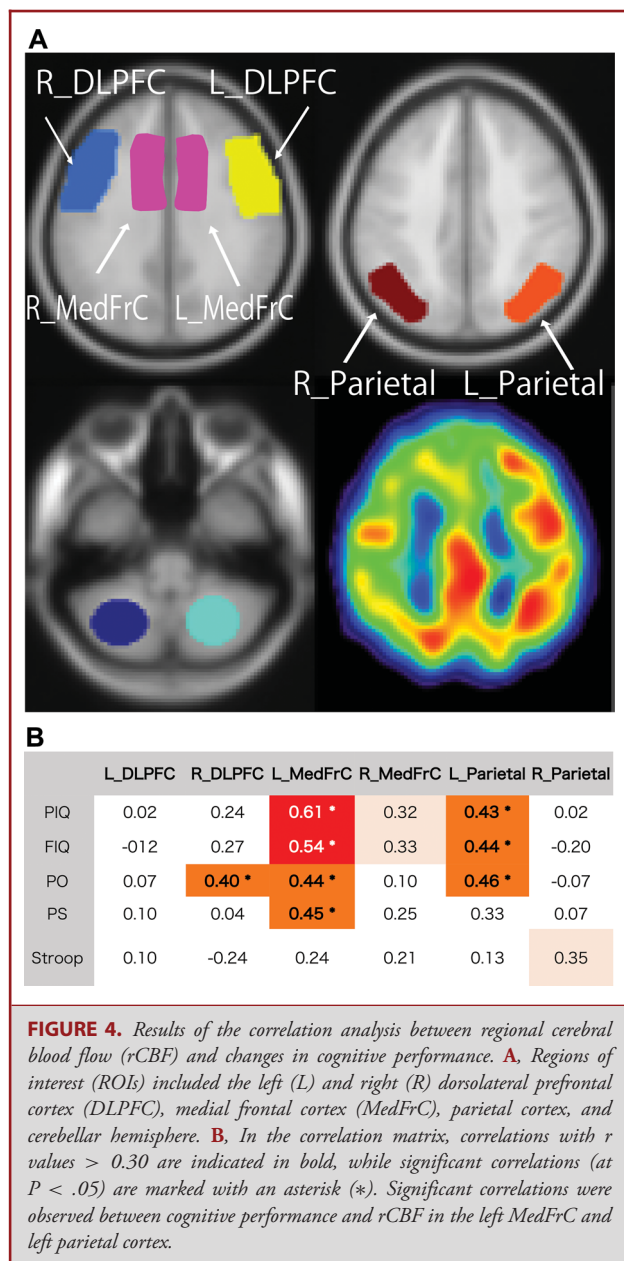 A
R_DLPFC L_DLPFC
R_MedFrC L_MedFrC
R_Parietal L_Parietal
B
L_DLPFC R_DLPFC L_MedFrC R_MedFrC L_Parietal R_Parietal
PIQ 0.02 0.24 0.61 * 0.32 0.43 * 0.02
FIQ -012 0.27 0.54 * 0.33 0.44 * -0.20
PO 0.07 0.40 * 0.44 * 0.10 0.46 * -0.07
PS 0.10 0.04 0.45 * 0.25 0.33 0.07
Stroop 0.10 -0.24 0.24 0.21 0.13 0.35
FIGURE 4. Results of the correlation analysis between regional cerebral
blood flow (rCBF) and changes in cognitive performance. A, Regions of
interest (ROIs) included the left (L) and right (R) dorsolateral prefrontal
cortex (DLPFC), medial frontal cortex (MedFrC), parietal cortex, and
cerebellar hemisphere. B, In the correlation matrix, correlations with r
values > 0.30 are indicated in bold, while significant correlations (at
P < .05) are marked with an asterisk (*). Significant correlations were
observed between cognitive performance and rCBF in the left MedFrC and
left parietal cortex.